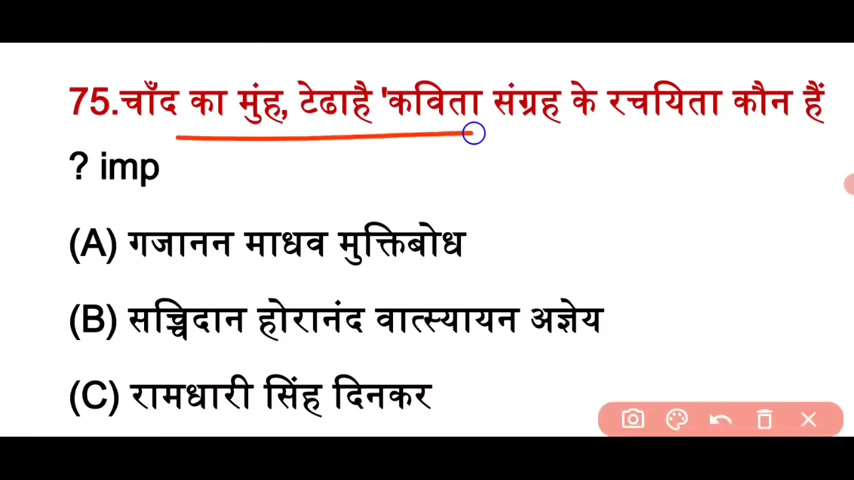 75.चाँद का मुंह, टेढाहै 'कविता संग्रह के रचयिता कौन हैं
? imp
(A) गजानन माधव मुक्तिबोध
(B) सच्चिदान होरानंद वात्स्यायन अज्ञेय
(C) रामधारी सिंह दिनकर